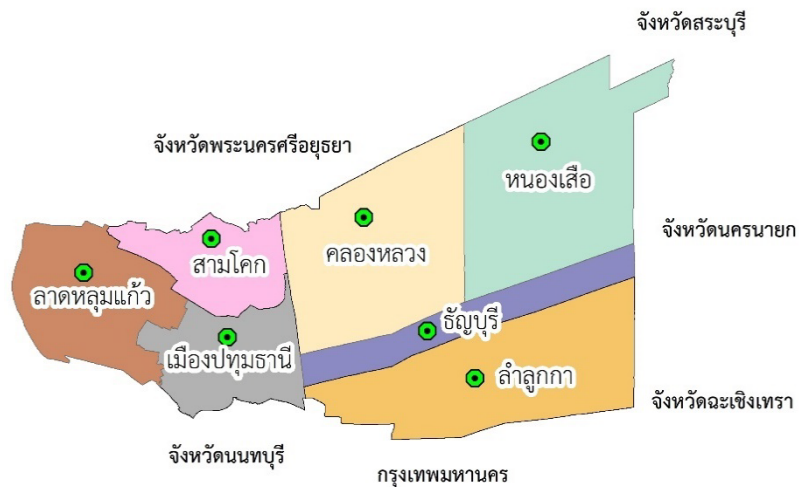 จังหวัดสระบุรี
จังหวัดพระนครศรีอยุธยา
หนองเสือ
จังหวัดนครนายก
คลองหลวง
สามโคก
ลาดหลุมแก้ว
ธัญบุรี
เมืองปทุมธานี
ลำลูกกา
จังหวัดฉะเชิงเทรา
จังหวัดนนทบุรี
กรุงเทพมหานคร